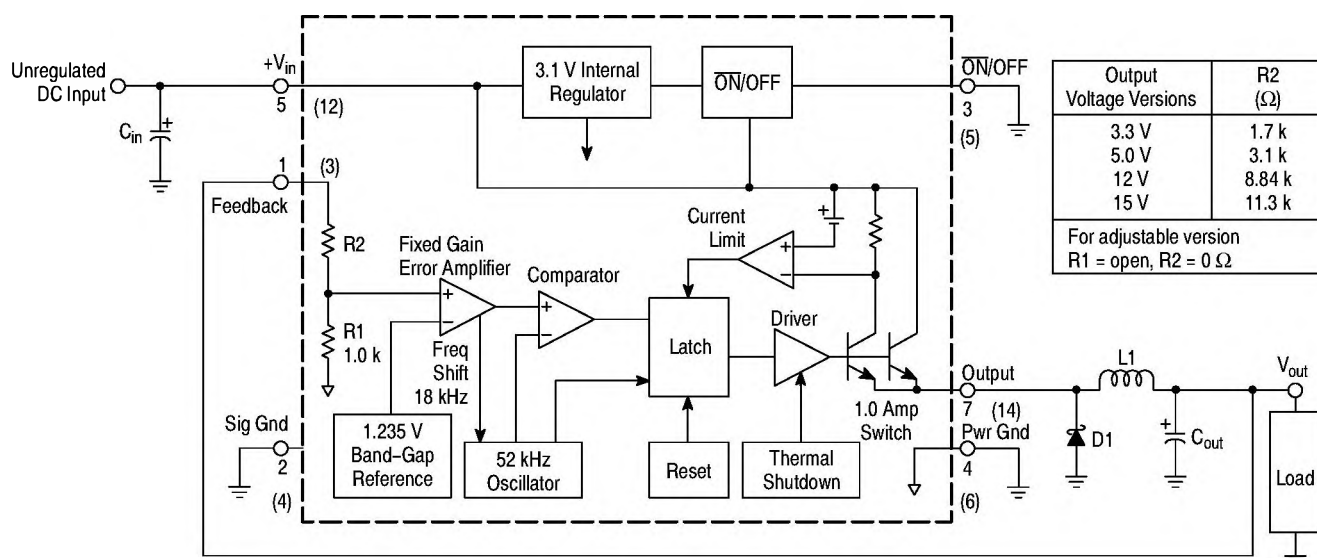 Unregulated
DC Input
+Vin
5
(12)
Cin
+
3.1 V Internal
Regulator
ON/OFF
ON/OFF
3
(5)
Output
Voltage Versions
R2
(Ω)
3.3 V
1.7 k
5.0 V
3.1 k
12 V
8.84 k
15 V
11.3 k
For adjustable version
R1 = open, R2 = 0 Ω
1
(3)
Feedback
R2
Fixed Gain
Error Amplifier
Comparator
Current
Limit
+
+
−
R1
1.0 k
+
−
+
−
Freq
Shift
18 kHz
Latch
Driver
Output
7
(14)
L1
Vout
1.0 Amp
Switch
Pwr Gnd
4
(6)
D1
+
Cout
Load
Sig Gnd
2
(4)
1.235 V
Band−Gap
Reference
52 kHz
Oscillator
Reset
Thermal
Shutdown